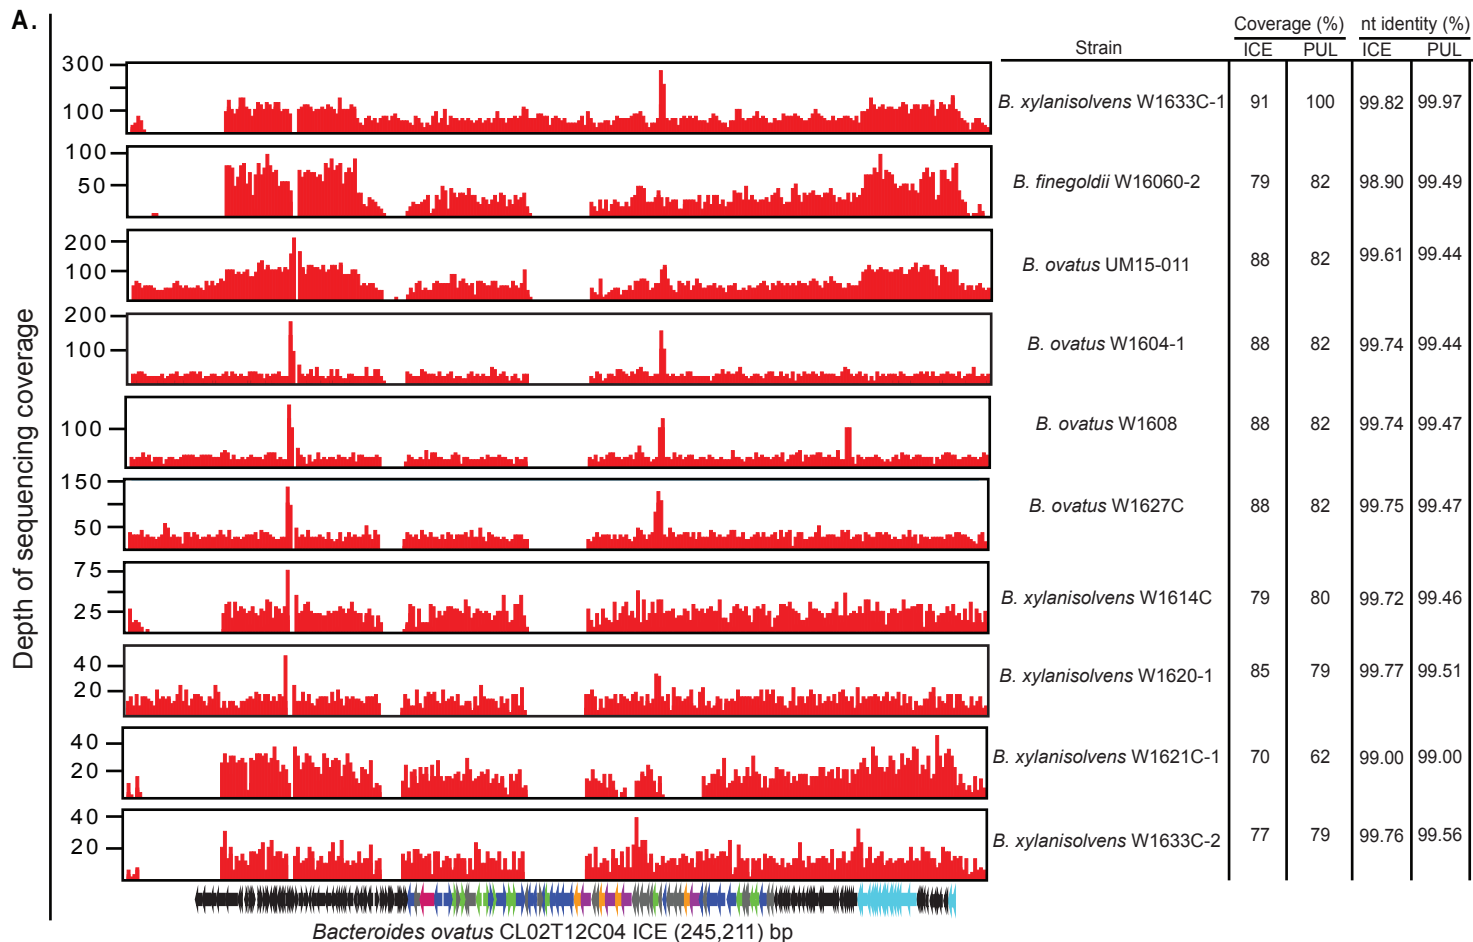 A.
Coverage (%) nt identity (%)
Strain ICE PUL ICE PUL
Depth of sequencing coverage
300
100
B. xylanisolvens W1633C-1 91 100 99.82 99.97
100
50
B. finegoldii W16060-2 79 82 98.90 99.49
200
100
B. ovatus UM15-011 88 82 99.61 99.44
200
100
B. ovatus W1604-1 88 82 99.74 99.44
100
B. ovatus W1608 88 82 99.74 99.47
150
50
B. ovatus W1627C 88 82 99.75 99.47
75
25
B. xylanisolvens W1614C 79 80 99.72 99.46
40
20
B. xylanisolvens W1620-1 85 79 99.77 99.51
40
20
B. xylanisolvens W1621C-1 70 62 99.00 99.00
40
20
B. xylanisolvens W1633C-2 77 79 99.76 99.56
Bacteroides ovatus CL02T12C04 ICE (245,211) bp